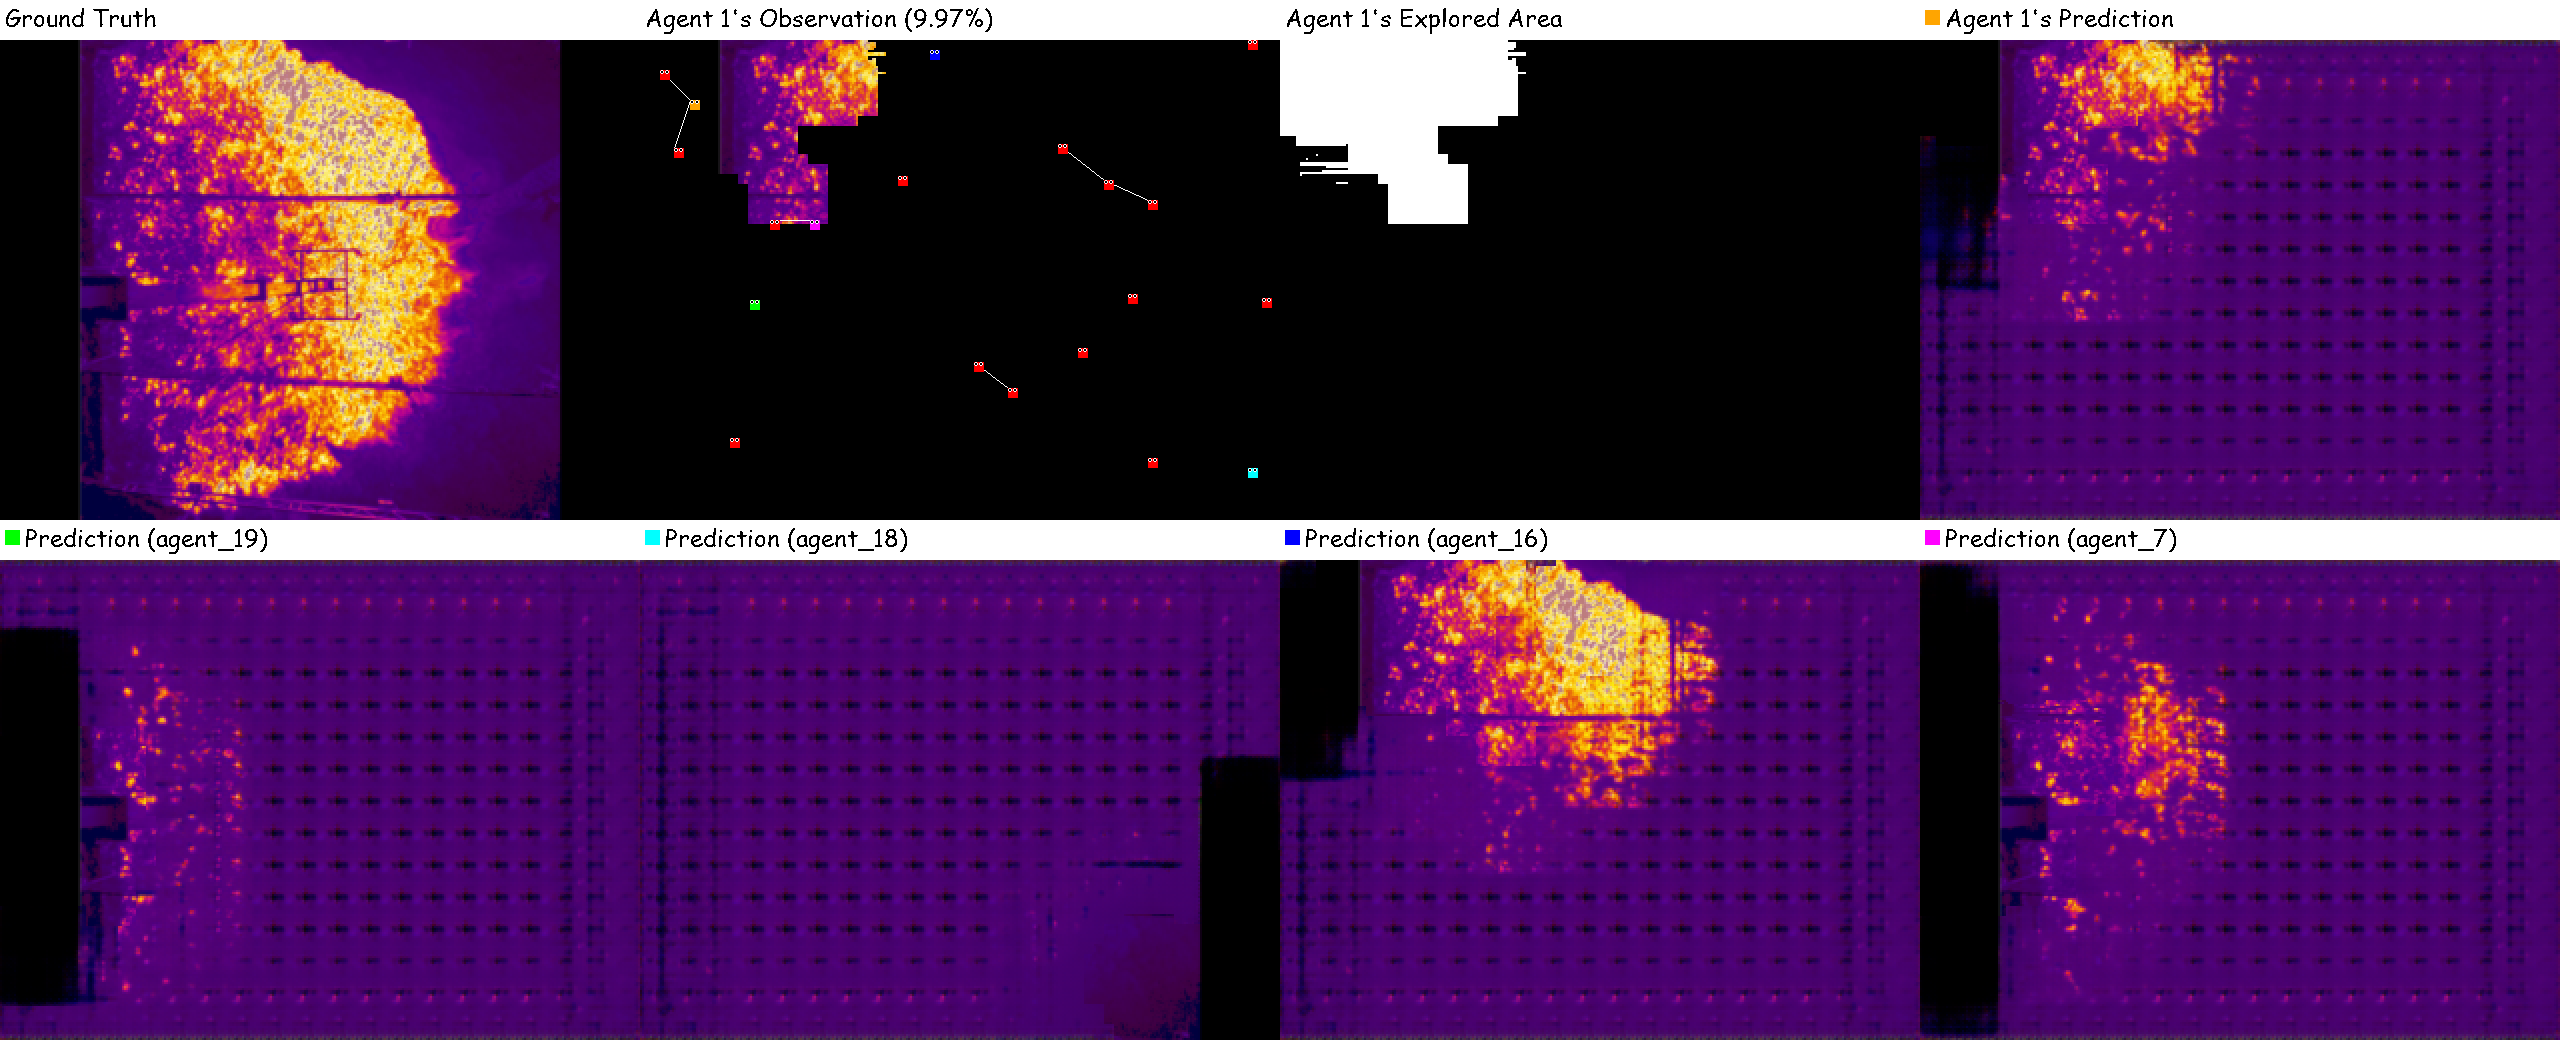 Ground Truth
Agent 1's Observation (9.97%)
Agent 1's Explored Area
Agent 1's Prediction
Prediction (agent_19)
Prediction (agent_18)
Prediction (agent_16)
Prediction (agent_7)